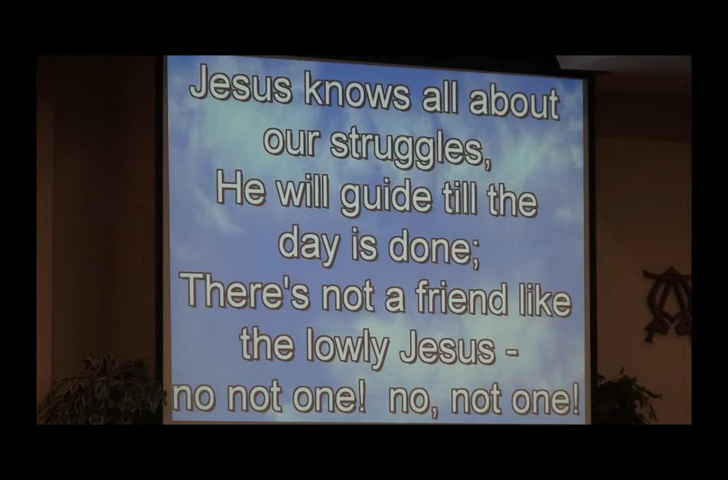 Jesus knows all about
our struggles,
He will guide till the
day is done;
There's not a friend like
the lowly Jesus -
no not one!  no, not one!